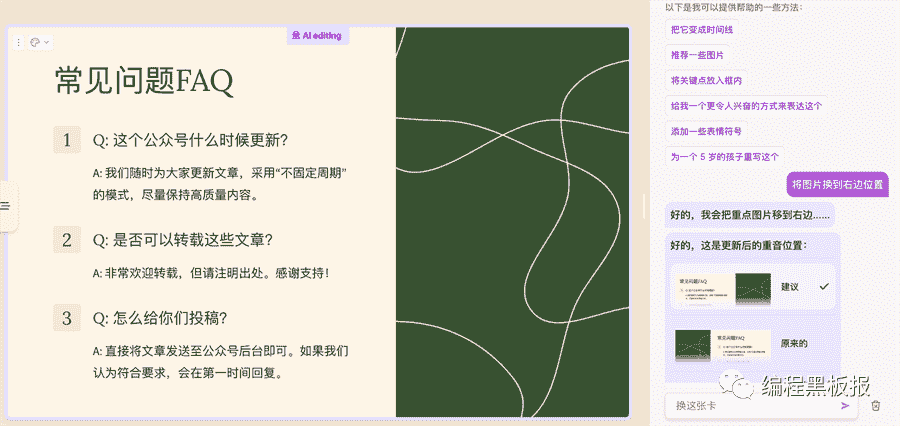 AI editing
常见问题FAQ
1
Q: 这个公众号什么时候更新?
A: 我们随时为大家更新文章，采用“不固定周期”
的模式，尽量保持高质量内容。
2
Q: 是否可以转载这些文章?
A: 非常欢迎转载，但请注明出处。感谢支持！
3
Q: 怎么给你们投稿?
A: 直接将文章发送至公众号后台即可。如果我们
认为符合要求，会在第一时间回复。
以下是我可以提供帮助的一些方法：
把它变成时间线
推荐一些图片
将关键点放入框内
给我一个更令人兴奋的方式来表达这个
添加一些表情符号
为一个 5 岁的孩子重写这个
将图片换到右边位置
好的，我会把重点图片移到右边......
好的，这是更新后的重音位置：
常见问题FAQ
建议
常见问题FAQ
原来的
编程黑板报
换这张卡